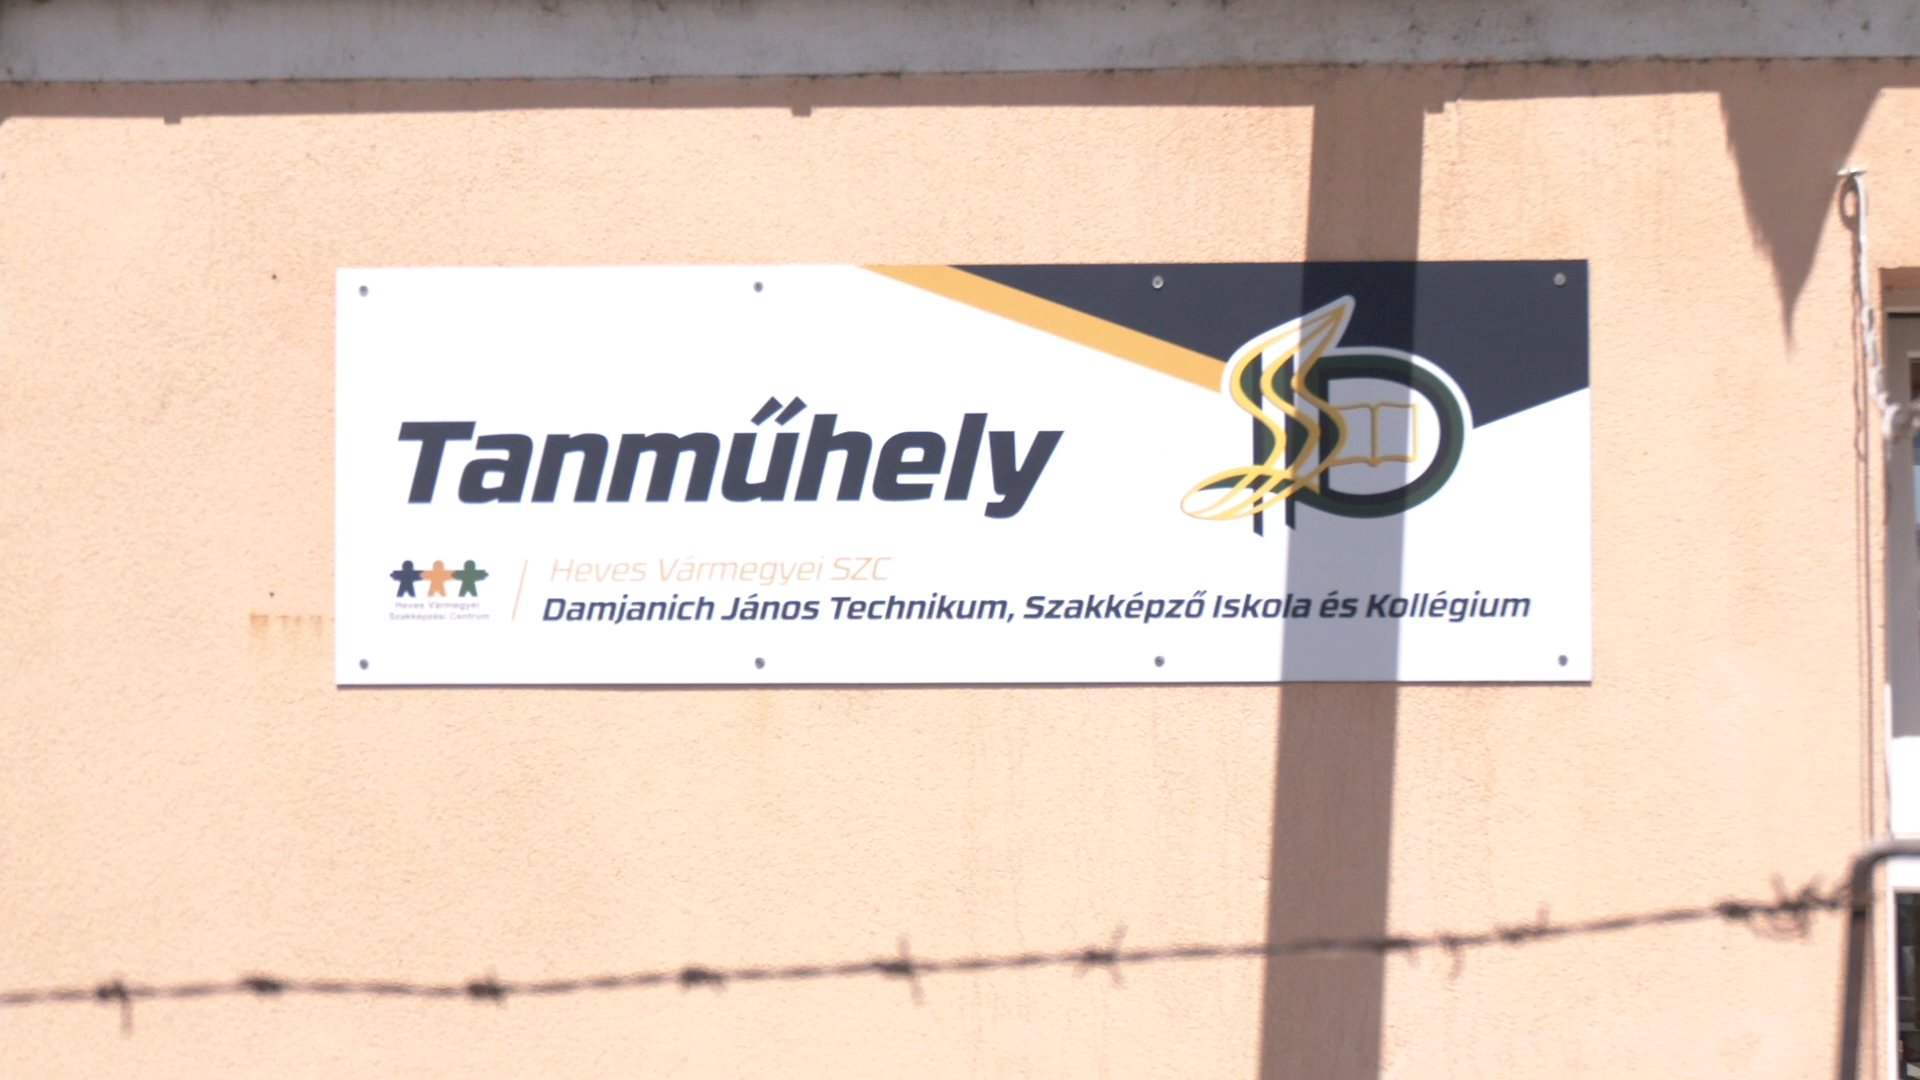 Tanműhely
Heves Vármegyei SZC
Damjanich János Technikum, Szakképző Iskola és Kollégium
Heves Vármegyei
Szakképzési Centrum